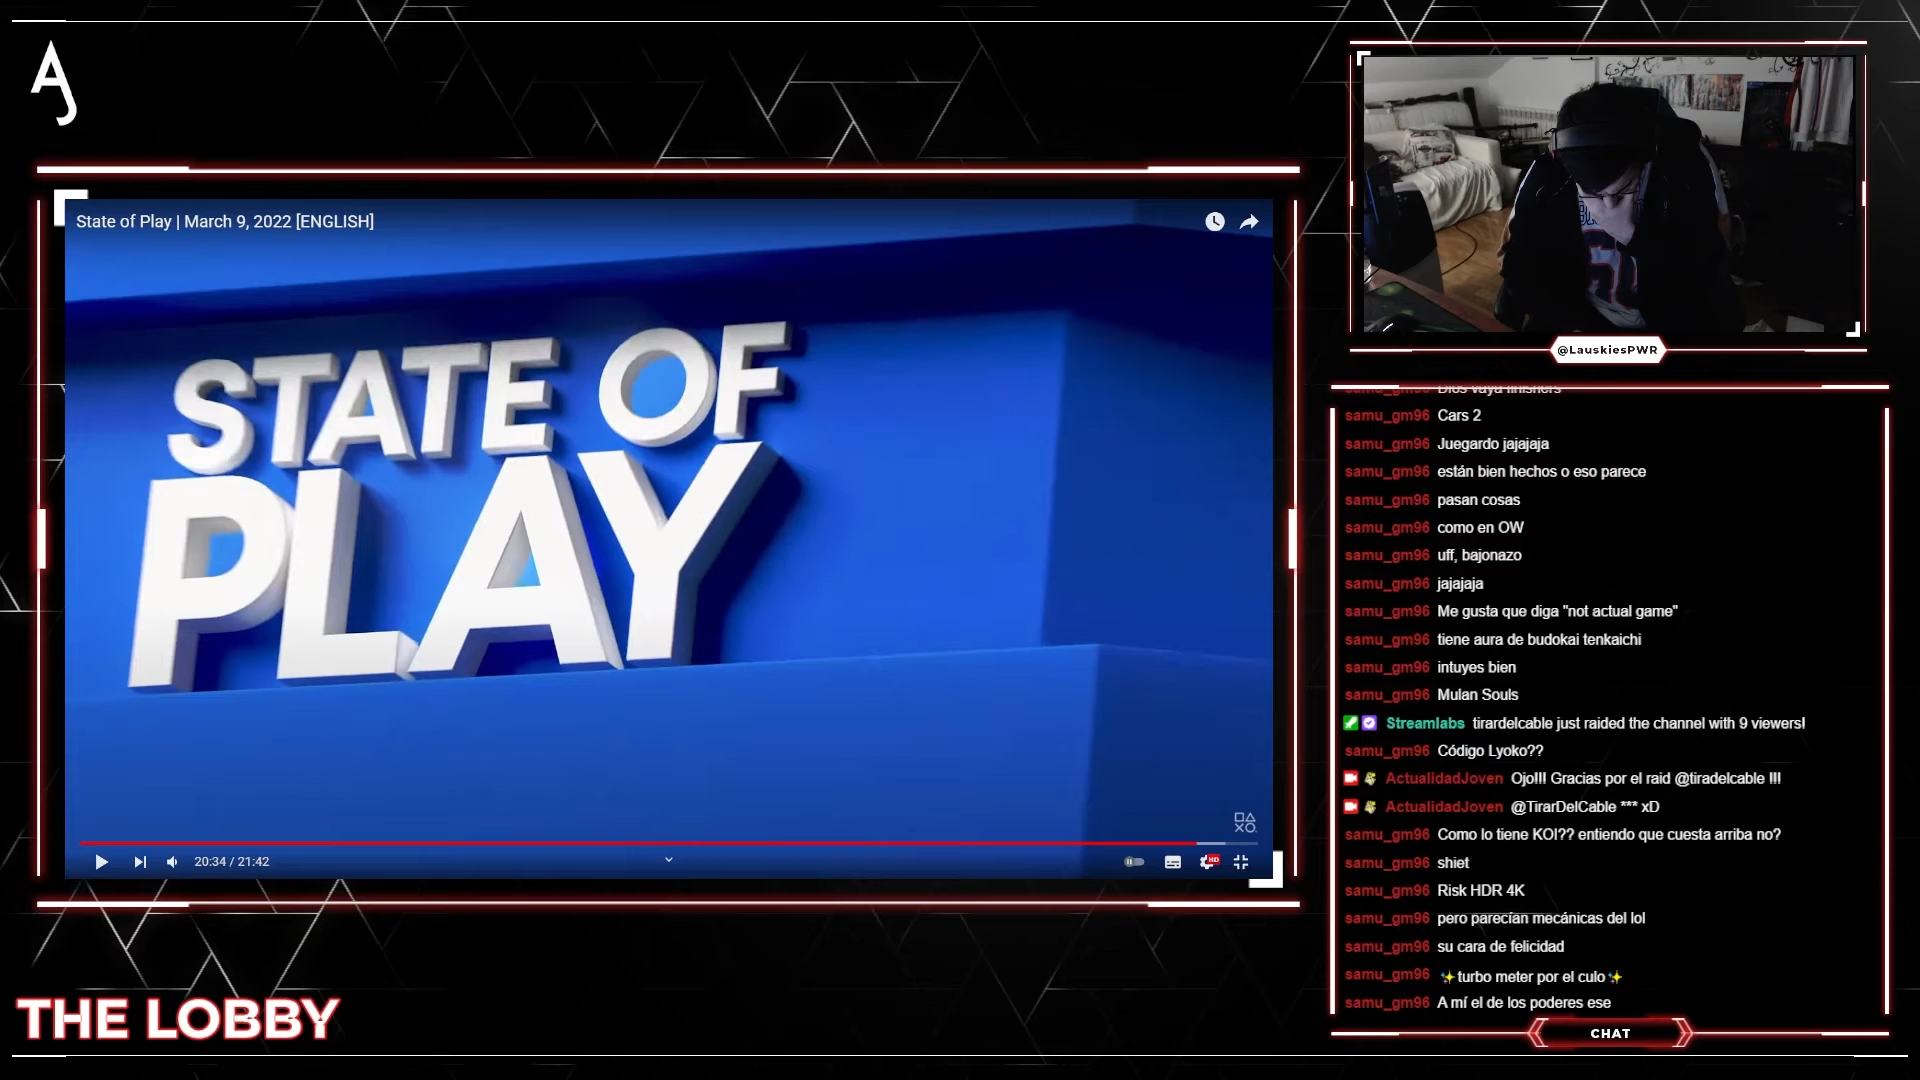 AJ
State of Play | March 9, 2022 [ENGLISH]
STATE OF
PLAY
20:34 / 21:42
HD
THE LOBBY
@LauskiesPWR
samu_gm96 Dios vaya finishers
samu_gm96 Cars 2
samu_gm96 Juegardo jajajaja
samu_gm96 están bien hechos o eso parece
samu_gm96 pasan cosas
samu_gm96 como en OW
samu_gm96 uff, bajonazo
samu_gm96 jajajaja
samu_gm96 Me gusta que diga "not actual game"
samu_gm96 tiene aura de budokai tenkaichi
samu_gm96 intuyes bien
samu_gm96 Mulan Souls
Streamlabs tirardelcable just raided the channel with 9 viewers!
samu_gm96 Código Lyoko??
ActualidadJoven Ojo!!! Gracias por el raid @tiradelcable !!!
ActualidadJoven @TirarDelCable *** xD
samu_gm96 Como lo tiene KOI?? entiendo que cuesta arriba no?
samu_gm96 shiet
samu_gm96 Risk HDR 4K
samu_gm96 pero parecían mecánicas del lol
samu_gm96 su cara de felicidad
samu_gm96 ✨turbo meter por el culo✨
samu_gm96 A mí el de los poderes ese
CHAT